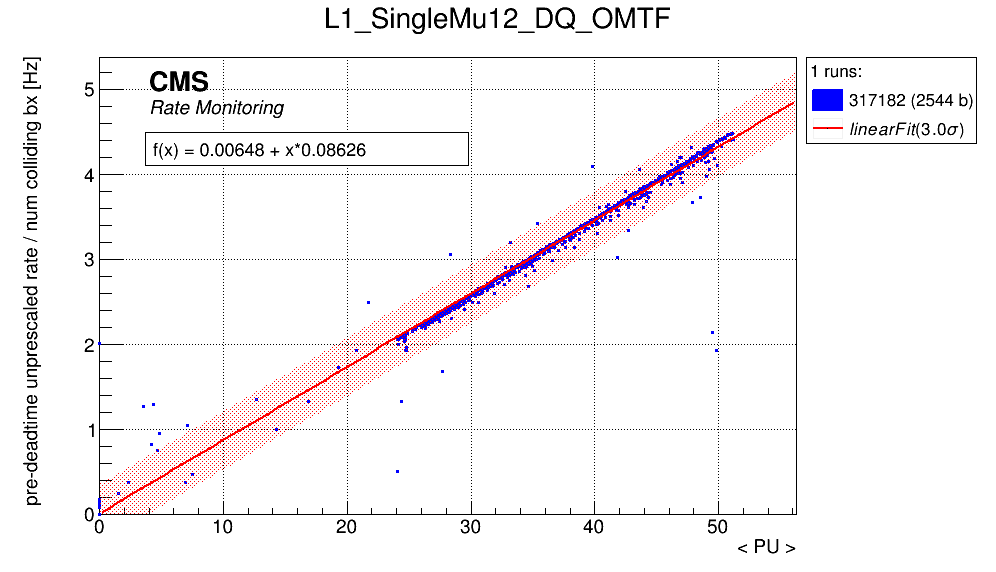 L1_SingleMu12_DQ_OMTF
pre-deadtime unprescaled rate / num colliding bx [Hz]
CMS
Rate Monitoring
f(x) = 0.00648 + x*0.08626
1 runs:
317182 (2544 b)
linearFit(3.0σ)
5
4
3
2
1
0
0 10 20 30 40 50
< PU >